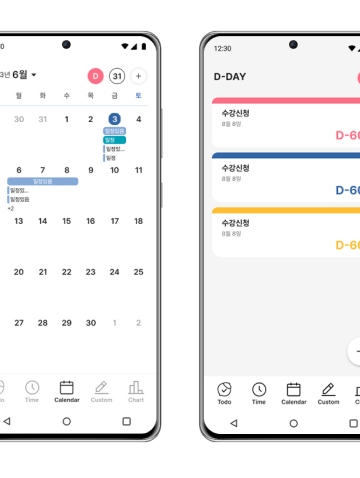 0
3년 6월
D
31
+
월 화 수 목 금 토
30 31 1 2 3 4
일정있음
일정
일정있...
일정
6 7 8 9 10 11
일정있음
일정있...
일정있음
+2
13 14 15 16 17 18
20 21 22 23 24 25
27 28 29 30 1 2
do
Time
Calendar
Custom
Chart
12:30
D-DAY
수강신청
8월 8일
D-60
수강신청
8월 8일
D-60
수강신청
8월 8일
D-60
Todo
Time
Calendar
Custom